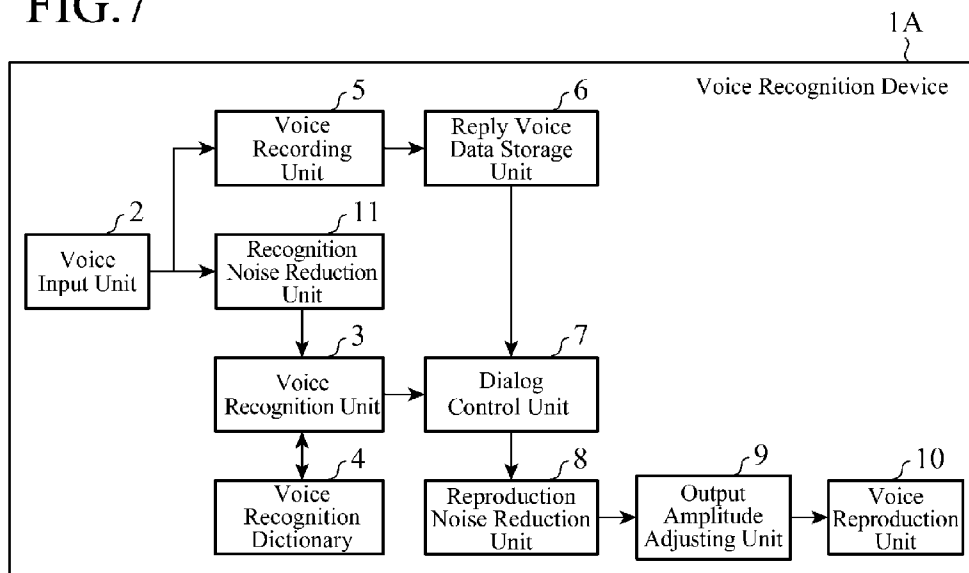 FIG.7
1A
Voice Recognition Device
5
Voice
Recording
Unit
6
Reply Voice
Data Storage
Unit
2
Voice
Input Unit
11
Recognition
Noise Reduction
Unit
3
Voice
Recognition Unit
7
Dialog
Control Unit
4
Voice
Recognition
Dictionary
8
Reproduction
Noise Reduction
Unit
9
Output
Amplitude
Adjusting Unit
10
Voice
Reproduction
Unit